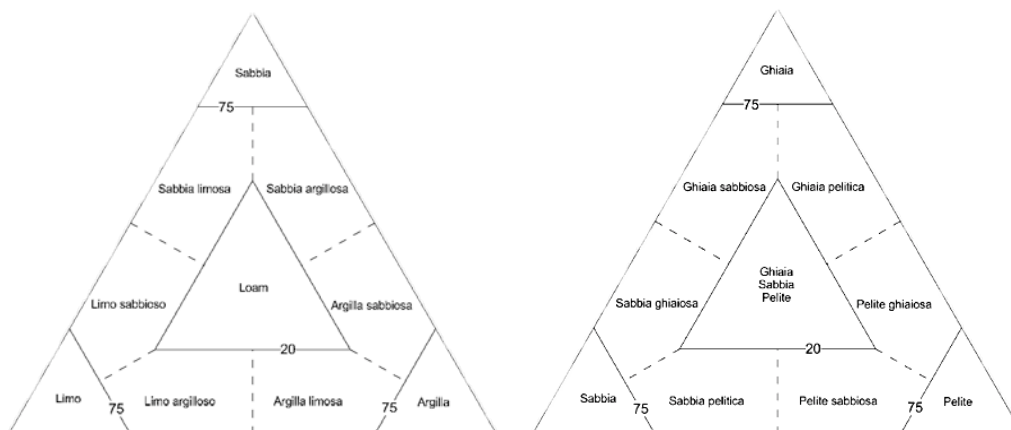 Sabbia
75
Sabbia limosa
Sabbia argillosa
Limo sabbioso
Loam
Argilla sabbiosa
20
Limo
75
Limo argilloso
Argilla limosa
75
Argilla
Ghiaia
75
Ghiaia sabbiosa
Ghiaia pelitica
Ghiaia
Sabbia
Pelite
Sabbia ghiaiosa
Pelite ghiaiosa
20
Sabbia
75
Sabbia pelitica
Pelite sabbiosa
75
Pelite